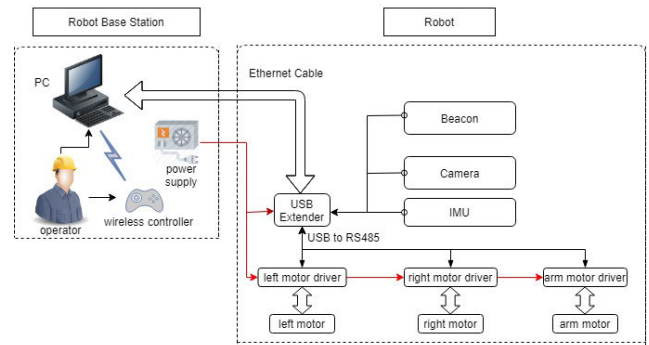 Robot Base Station
Robot
PC
Ethernet Cable
Beacon
power
supply
Camera
USB
Extender
IMU
operator
wireless controller
USB to RS485
left motor driver
right motor driver
arm motor driver
left motor
right motor
arm motor